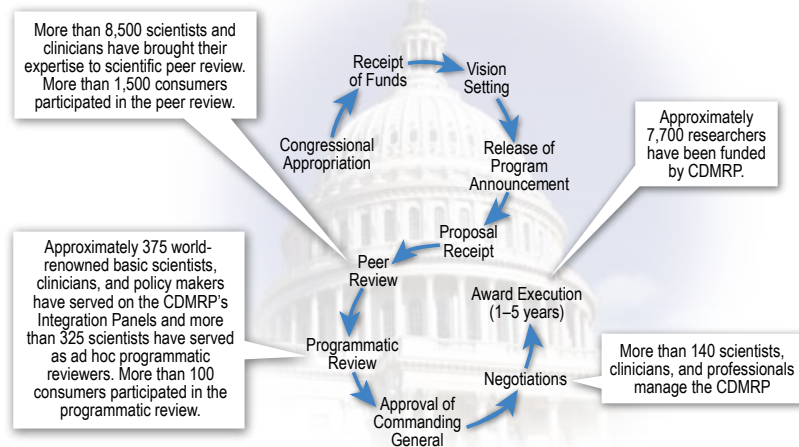 More than 8,500 scientists and
clinicians have brought their
expertise to scientific peer review.
More than 1,500 consumers
participated in the peer review.
Receipt
of Funds
Vision
Setting
Congressional
Appropriation
Release of
Program
Announcement
Approximately
7,700 researchers
have been funded
by CDMRP.
Proposal
Receipt
Peer
Review
Approximately 375 world-
renowned basic scientists,
clinicians, and policy makers
have served on the CDMRP’s
Integration Panels and more
than 325 scientists have served
as ad hoc programmatic
reviewers. More than 100
consumers participated in the
programmatic review.
Programmatic
Review
Approval of
Commanding
General
Negotiations
Award Execution
(1–5 years)
More than 140 scientists,
clinicians, and professionals
manage the CDMRP